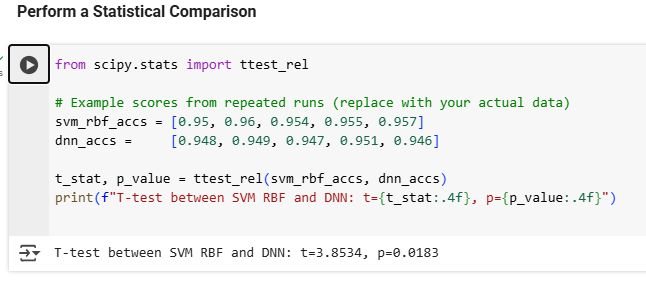 Perform a Statistical Comparison
from scipy.stats import ttest_rel
# Example scores from repeated runs (replace with your actual data)
svm_rbf_accs = [0.95, 0.96, 0.954, 0.955, 0.957]
dnn_accs =     [0.948, 0.949, 0.947, 0.951, 0.946]
t_stat, p_value = ttest_rel(svm_rbf_accs, dnn_accs)
print(f"T-test between SVM RBF and DNN: t={t_stat:.4f}, p={p_value:.4f}")
T-test between SVM RBF and DNN: t=3.8534, p=0.0183